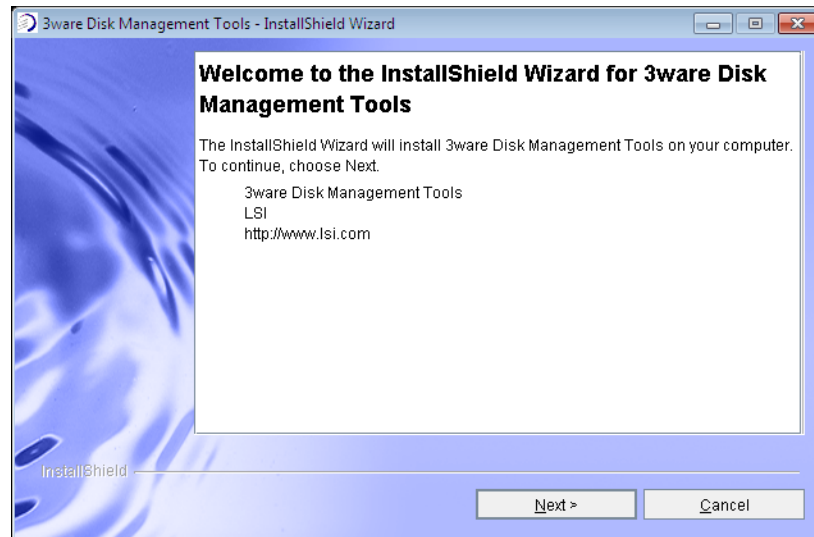 3ware Disk Management Tools - InstallShield Wizard
Welcome to the InstallShield Wizard for 3ware Disk
Management Tools
The InstallShield Wizard will install 3ware Disk Management Tools on your computer.
To continue, choose Next.
3ware Disk Management Tools
LSI
http://www.lsi.com
InstallShield
Next >
Cancel